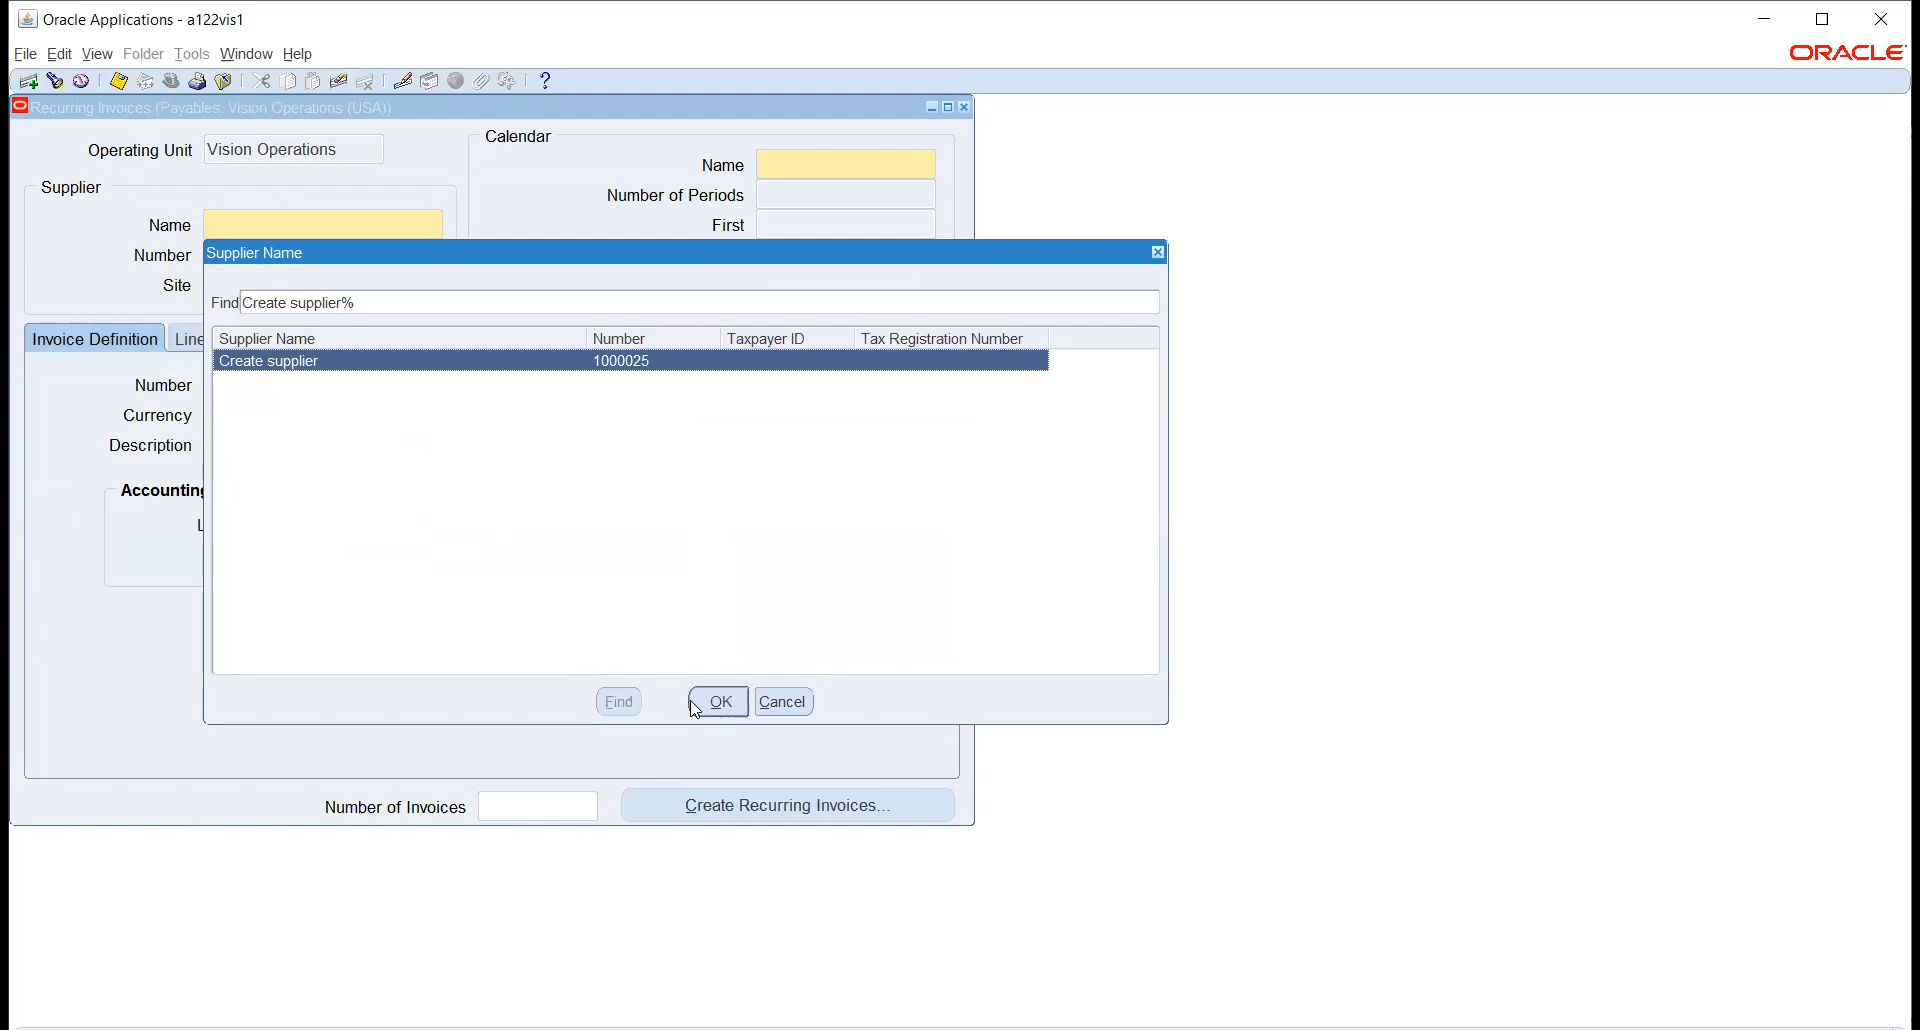 Oracle Applications - a122vis1
File Edit View Folder Tools Window Help
ORACLE
Recurring Invoices (Payables, Vision Operations (USA))
Operating Unit Vision Operations
Calendar
Name
Number of Periods
First
Supplier
Name
Number
Site
Supplier Name
Find Create supplier%
Supplier Name Number Taxpayer ID Tax Registration Number
Create supplier 1000025
Invoice Definition Line
Number
Currency
Description
Accounting
L
Find OK Cancel
Number of Invoices Create Recurring Invoices...